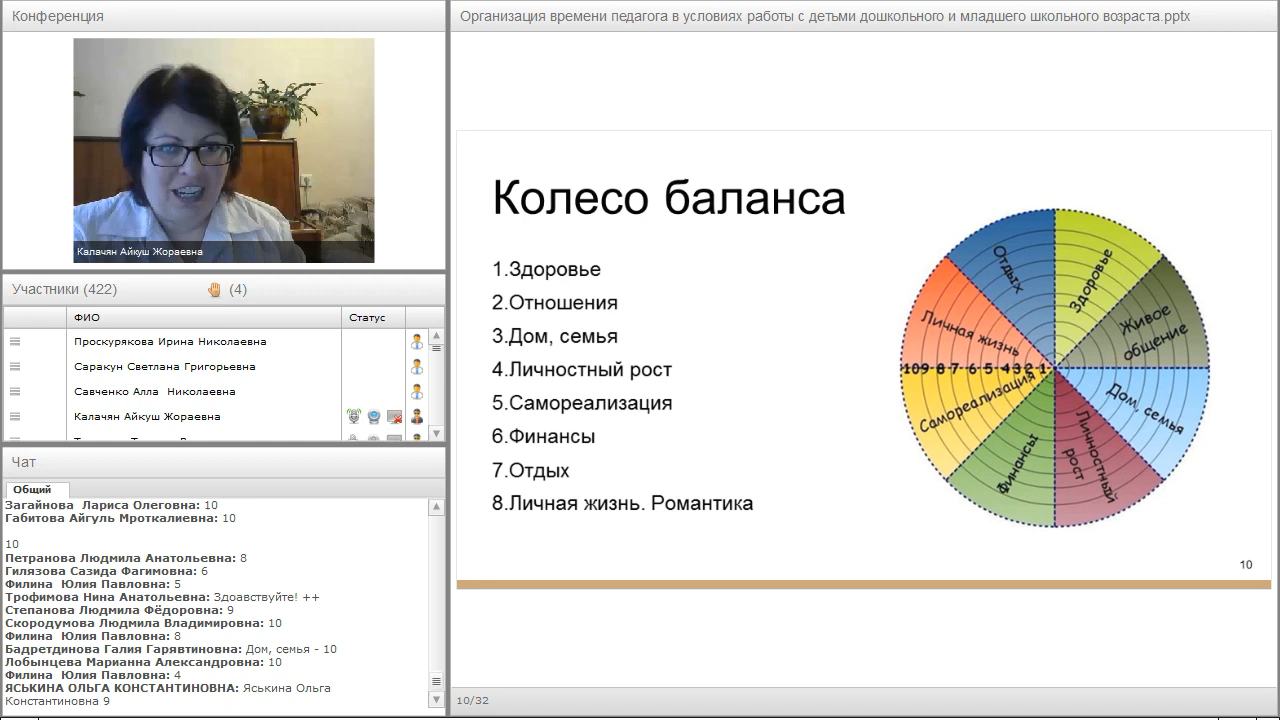 Конференция
Калачян Айкуш Жораевна
Участники (422)
(4)
ФИО
Статус
Проскурякова Ирина Николаевна
Саракун Светлана Григорьевна
Савченко Алла  Николаевна
Калачян Айкуш Жораевна
Чат
Общий
Загайнова  Лариса Олеговна: 10
Габитова Айгуль Мроткалиевна: 10
10
Петранова Людмила Анатольевна: 8
Гилязова Сазида Фагимовна: 6
Филина  Юлия Павловна: 5
Трофимова Нина Анатольевна: Здоавствуйте! ++
Степанова Людмила Фёдоровна: 9
Скородумова Людмила Владимировна: 10
Филина  Юлия Павловна: 8
Бадретдинова Галия Гарявтиновна: Дом, семья - 10
Лобынцева Марианна Александровна: 10
Филина  Юлия Павловна: 4
ЯСЬКИНА ОЛЬГА КОНСТАНТИНОВНА: Яськина Ольга
Константиновна 9
Организация времени педагога в условиях работы с детьми дошкольного и младшего школьного возраста.pptx
Колесо баланса
1.Здоровье
2.Отношения
3.Дом, семья
4.Личностный рост
5.Самореализация
6.Финансы
7.Отдых
8.Личная жизнь. Романтика
Отдых
Здоровье
Живое
общение
Личная жизнь
10 9 8 7 6 5 4 3 2 1
Самореализация
Дом, семья
Финансы
Личностный
рост
10
10/32